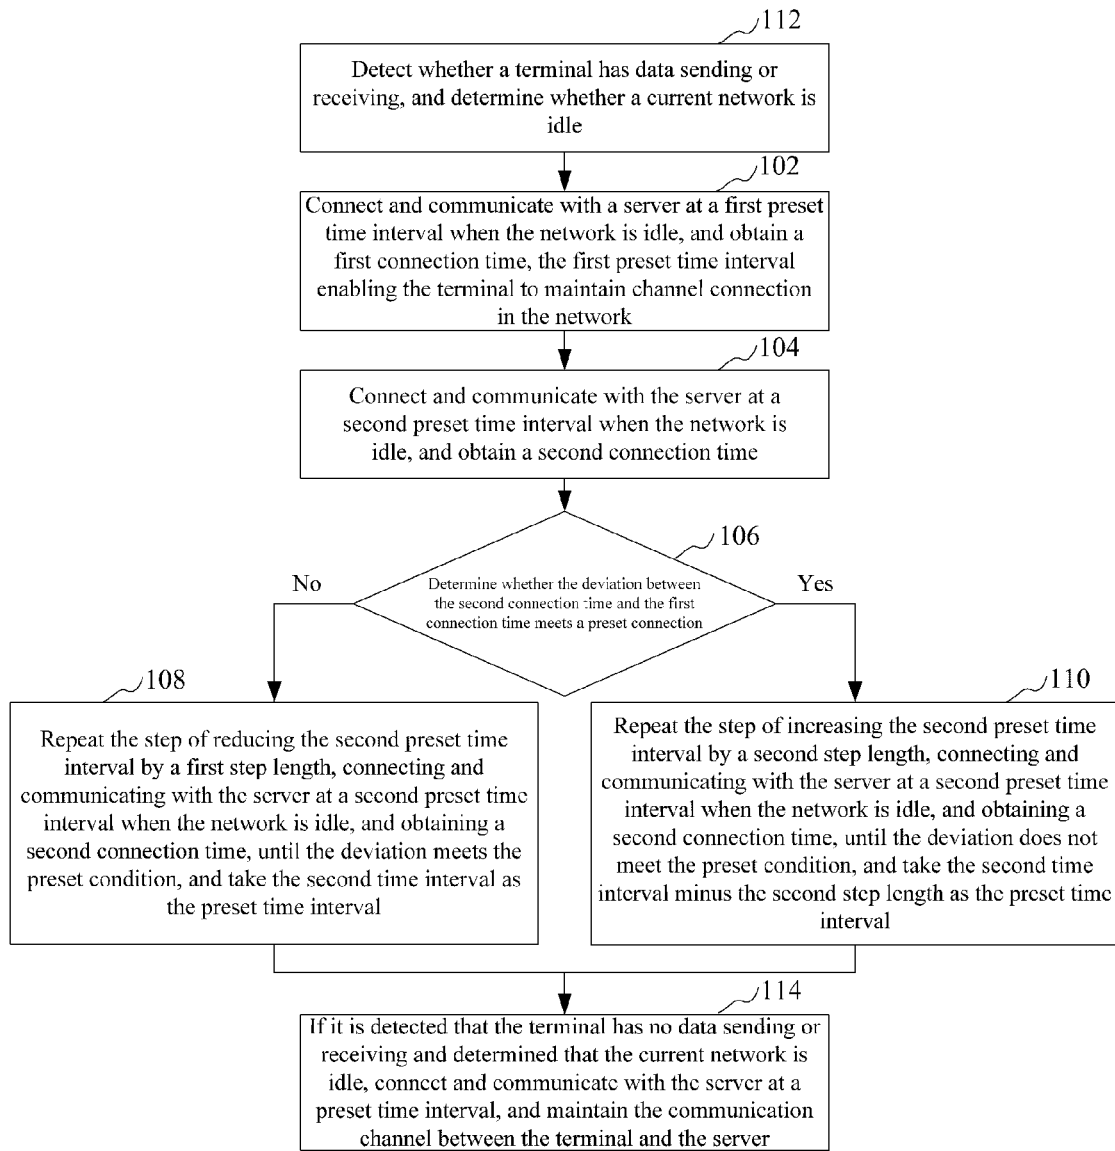 112
Detect whether a terminal has data sending or
receiving, and determine whether a current network is
idle
102
Connect and communicate with a server at a first preset
time interval when the network is idle, and obtain a
first connection time, the first preset time interval
enabling the terminal to maintain channel connection
in the network
104
Connect and communicate with the server at a
second preset time interval when the network is
idle, and obtain a second connection time
106
Determine whether the deviation between
the second connection time and the first
connection time meets a preset connection
No
Yes
108
Repeat the step of reducing the second preset time
interval by a first step length, connecting and
communicating with the server at a second preset time
interval when the network is idle, and obtaining a
second connection time, until the deviation meets the
preset condition, and take the second time interval as
the preset time interval
110
Repeat the step of increasing the second preset time
interval by a second step length, connecting and
communicating with the server at a second preset time
interval when the network is idle, and obtaining a
second connection time, until the deviation does not
meet the preset condition, and take the second time
interval minus the second step length as the preset time
interval
114
If it is detected that the terminal has no data sending or
receiving and determined that the current network is
idle, connect and communicate with the server at a
preset time interval, and maintain the communication
channel between the terminal and the server